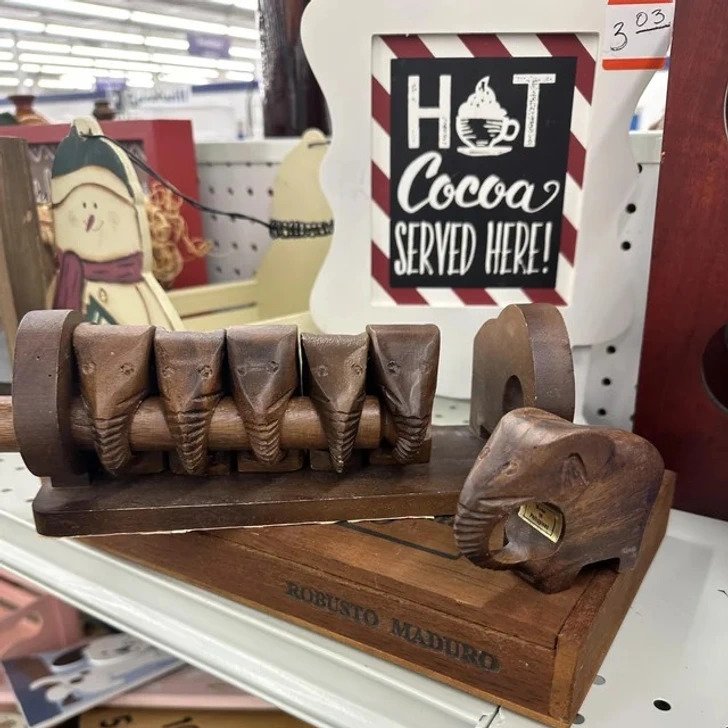 3 03
HOT
Cocoa
SERVED HERE!
ROBUSTO MADURO